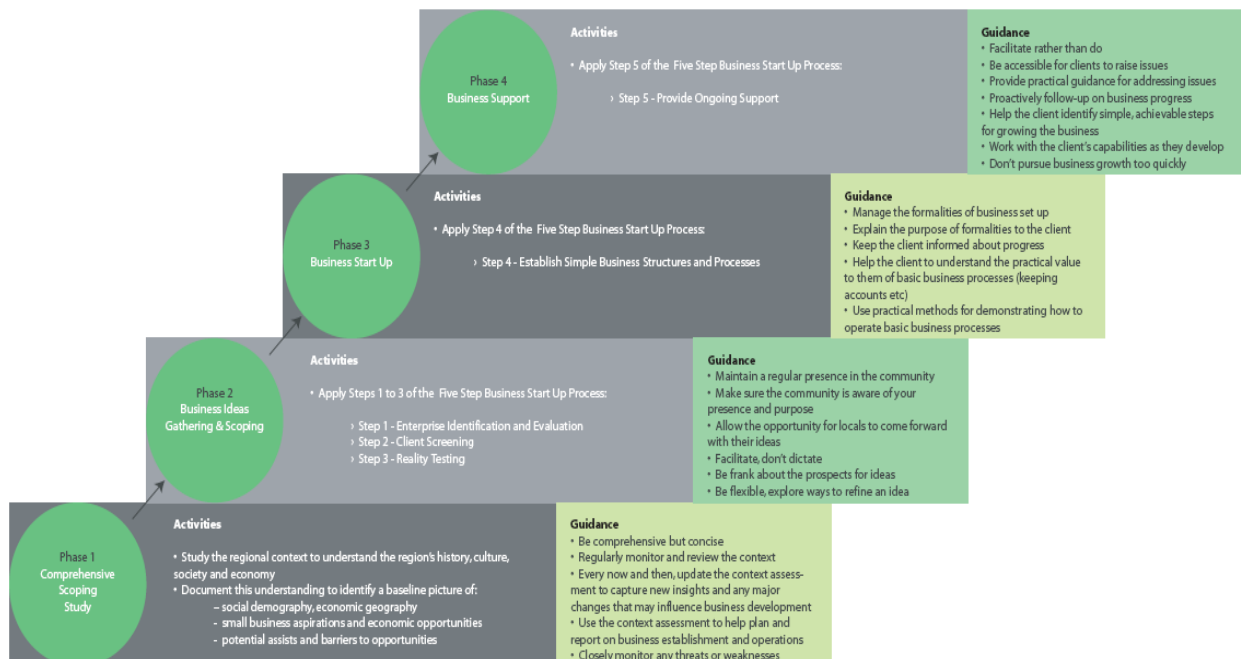 Phase 4
Business Support
Activities
• Apply Step 5 of the Five Step Business Start Up Process:
› Step 5 - Provide Ongoing Support
Guidance
• Facilitate rather than do
• Be accessible for clients to raise issues
• Provide practical guidance for addressing issues
• Proactively follow-up on business progress
• Help the client identify simple, achievable steps
for growing the business
• Work with the client's capabilities as they develop
• Don't pursue business growth too quickly
Phase 3
Business Start Up
Activities
• Apply Step 4 of the Five Step Business Start Up Process:
› Step 4 - Establish Simple Business Structures and Processes
Guidance
• Manage the formalities of business set up
• Explain the purpose of formalities to the client
• Keep the client informed about progress
• Help the client to understand the practical value
to them of basic business processes (keeping
accounts etc)
• Use practical methods for demonstrating how to
operate basic business processes
Phase 2
Business Ideas
Gathering & Scoping
Activities
• Apply Steps 1 to 3 of the Five Step Business Start Up Process:
› Step 1 - Enterprise Identification and Evaluation
› Step 2 - Client Screening
› Step 3 - Reality Testing
Guidance
• Maintain a regular presence in the community
• Make sure the community is aware of your
presence and purpose
• Allow the opportunity for locals to come forward
with their ideas
• Facilitate, don't dictate
• Be frank about the prospects for ideas
• Be flexible, explore ways to refine an idea
Phase 1
Comprehensive
Scoping
Study
Activities
• Study the regional context to understand the region's history, culture,
society and economy
• Document this understanding to identify a baseline picture of:
– social demography, economic geography
- small business aspirations and economic opportunities
- potential assists and barriers to opportunities
Guidance
• Be comprehensive but concise
• Regularly monitor and review the context
• Every now and then, update the context assess-
ment to capture new insights and any major
changes that may influence business development
• Use the context assessment to help plan and
report on business establishment and operations
• Closely monitor any threats or weaknesses